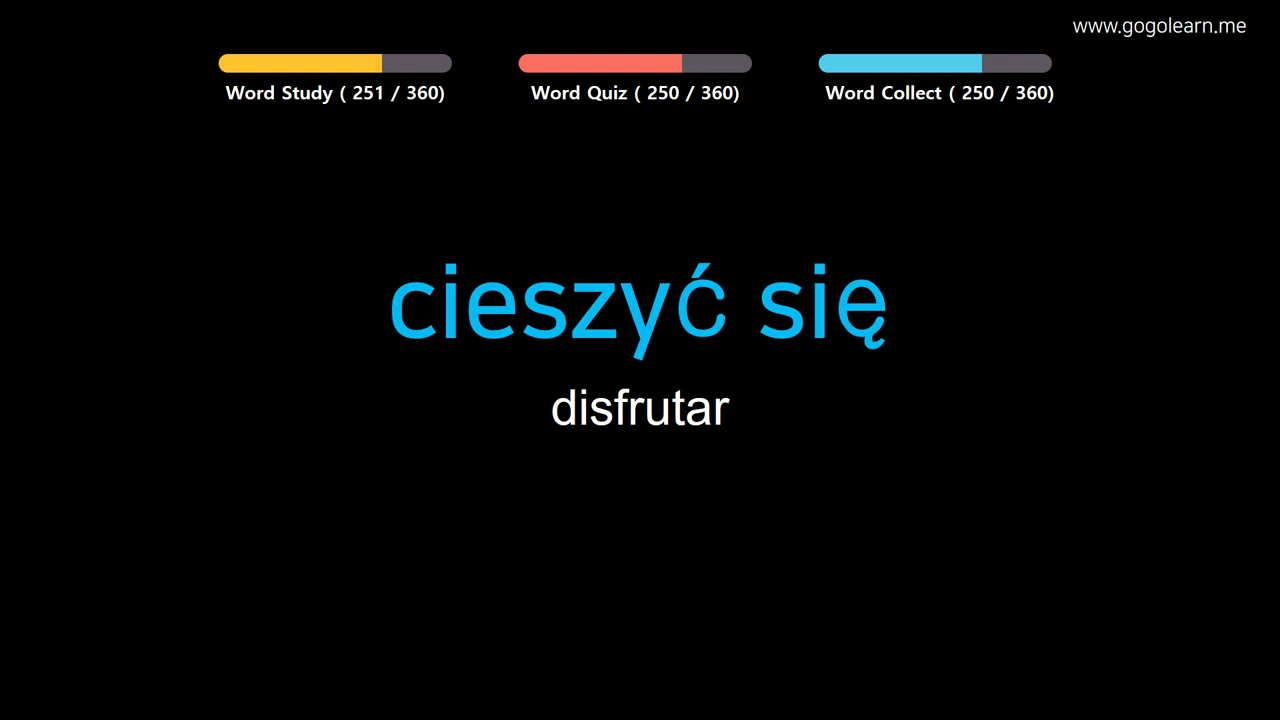 www.gogolearn.me
Word Study ( 251 / 360)
Word Quiz ( 250 / 360)
Word Collect ( 250 / 360)
cieszyć się
disfrutar